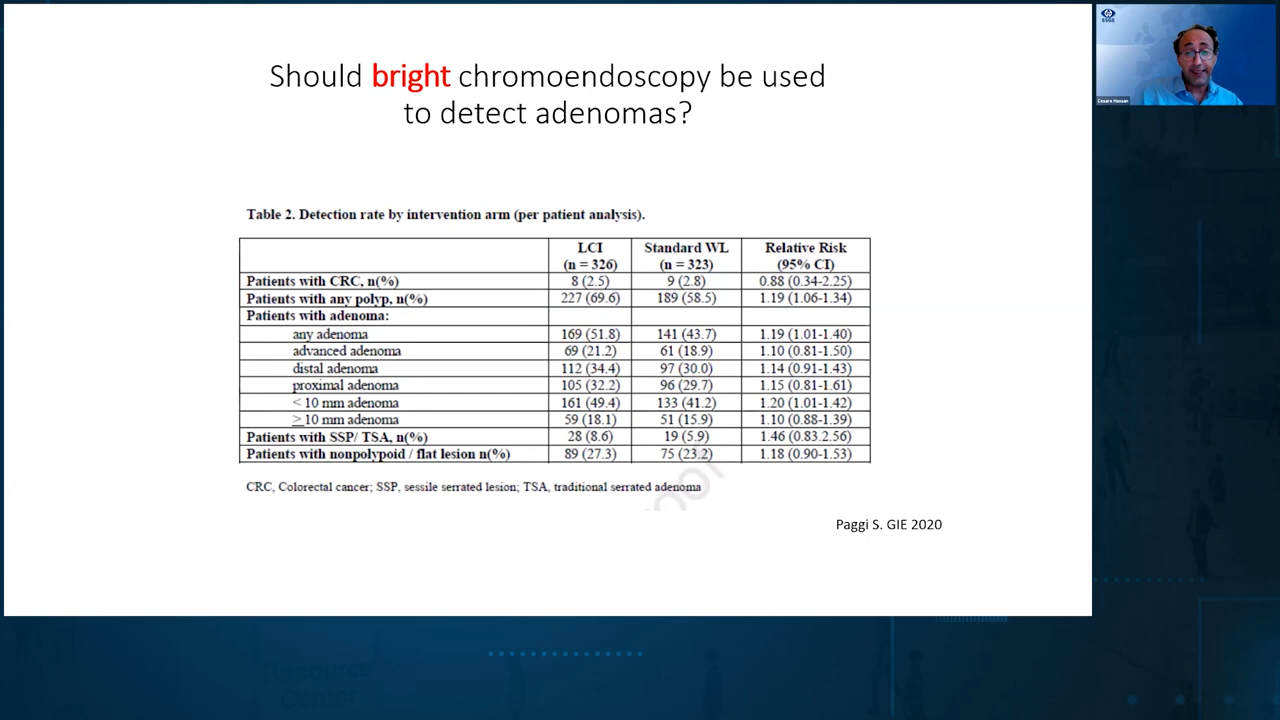 ESGE
Cesare Hassan
Should bright chromoendoscopy be used
to detect adenomas?
Table 2. Detection rate by intervention arm (per patient analysis).
LCI (n = 326) Standard WL (n = 323) Relative Risk (95% CI)
Patients with CRC, n(%) 8 (2.5) 9 (2.8) 0.88 (0.34-2.25)
Patients with any polyp, n(%) 227 (69.6) 189 (58.5) 1.19 (1.06-1.34)
Patients with adenoma:
any adenoma 169 (51.8) 141 (43.7) 1.19 (1.01-1.40)
advanced adenoma 69 (21.2) 61 (18.9) 1.10 (0.81-1.50)
distal adenoma 112 (34.4) 97 (30.0) 1.14 (0.91-1.43)
proximal adenoma 105 (32.2) 96 (29.7) 1.15 (0.81-1.61)
< 10 mm adenoma 161 (49.4) 133 (41.2) 1.20 (1.01-1.42)
≥ 10 mm adenoma 59 (18.1) 51 (15.9) 1.10 (0.88-1.39)
Patients with SSP/ TSA, n(%) 28 (8.6) 19 (5.9) 1.46 (0.83.2.56)
Patients with nonpolypoid / flat lesion n(%) 89 (27.3) 75 (23.2) 1.18 (0.90-1.53)
CRC, Colorectal cancer; SSP, sessile serrated lesion; TSA, traditional serrated adenoma
Paggi S. GIE 2020
Resource
Center